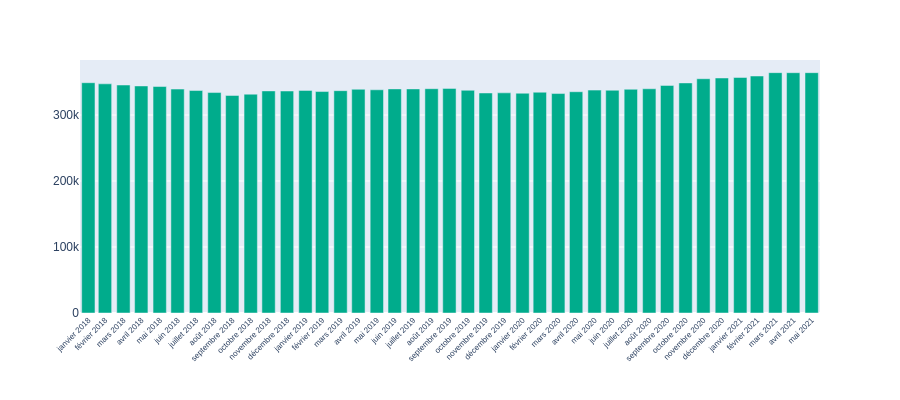 300k
200k
100k
0
janvier 2018
février 2018
mars 2018
avril 2018
mai 2018
juin 2018
juillet 2018
août 2018
septembre 2018
octobre 2018
novembre 2018
décembre 2018
janvier 2019
février 2019
mars 2019
avril 2019
mai 2019
juin 2019
juillet 2019
août 2019
septembre 2019
octobre 2019
novembre 2019
décembre 2019
janvier 2020
février 2020
mars 2020
avril 2020
mai 2020
juin 2020
juillet 2020
août 2020
septembre 2020
octobre 2020
novembre 2020
décembre 2020
janvier 2021
février 2021
mars 2021
avril 2021
mai 2021